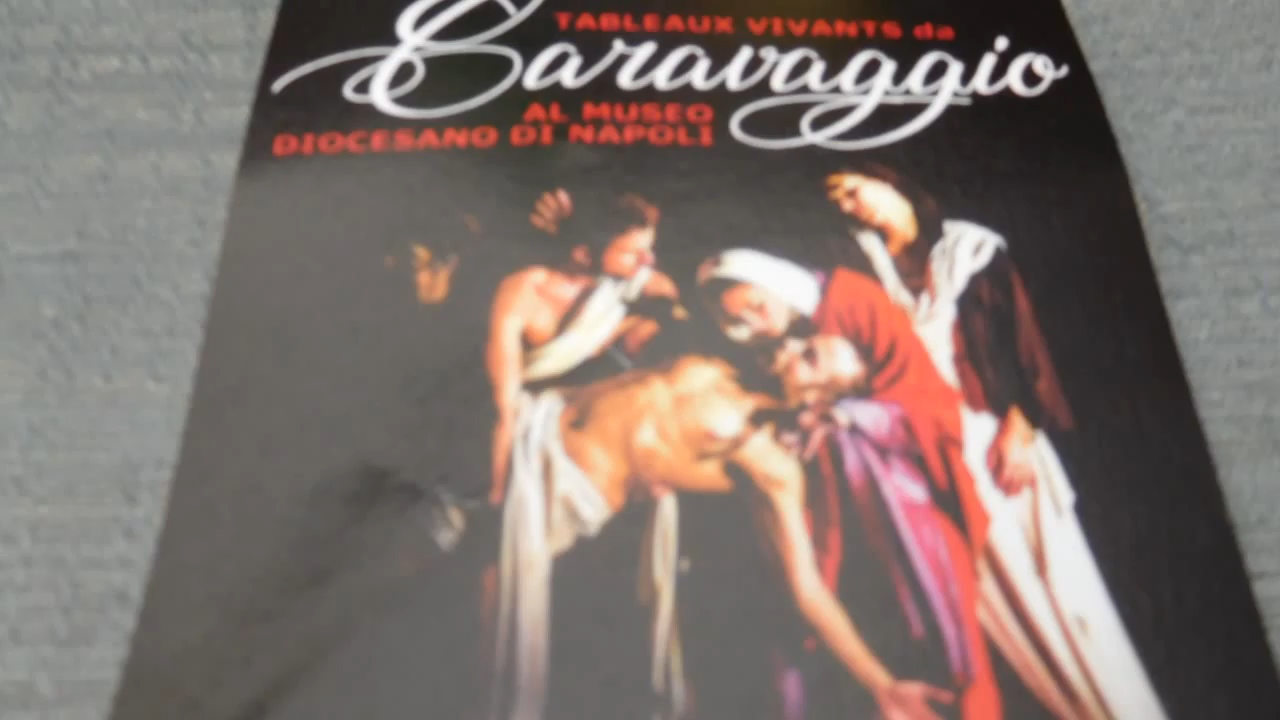 TABLEAUX VIVANTS da
Caravaggio
AL MUSEO
DIOCESANO DI NAPOLI